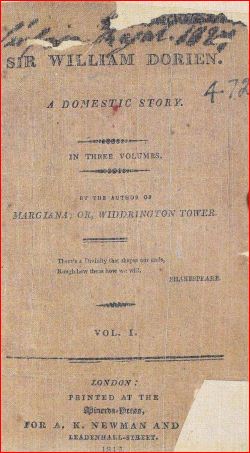 SIR WILLIAM DORIEN.
A DOMESTIC STORY.
4-72
IN THREE VOLUMES.
BY THE AUTHOR OF
MARGIANA; OR, WIDDRINGTON TOWER.
There's a Divinity that shapes our ends,
Rough hew them how we will.
SHAKESPEARE.
VOL. I.
LONDON:
PRINTED AT THE
Minerva-Press,
FOR A. K. NEWMAN AND
LEADENHALL-STREET.